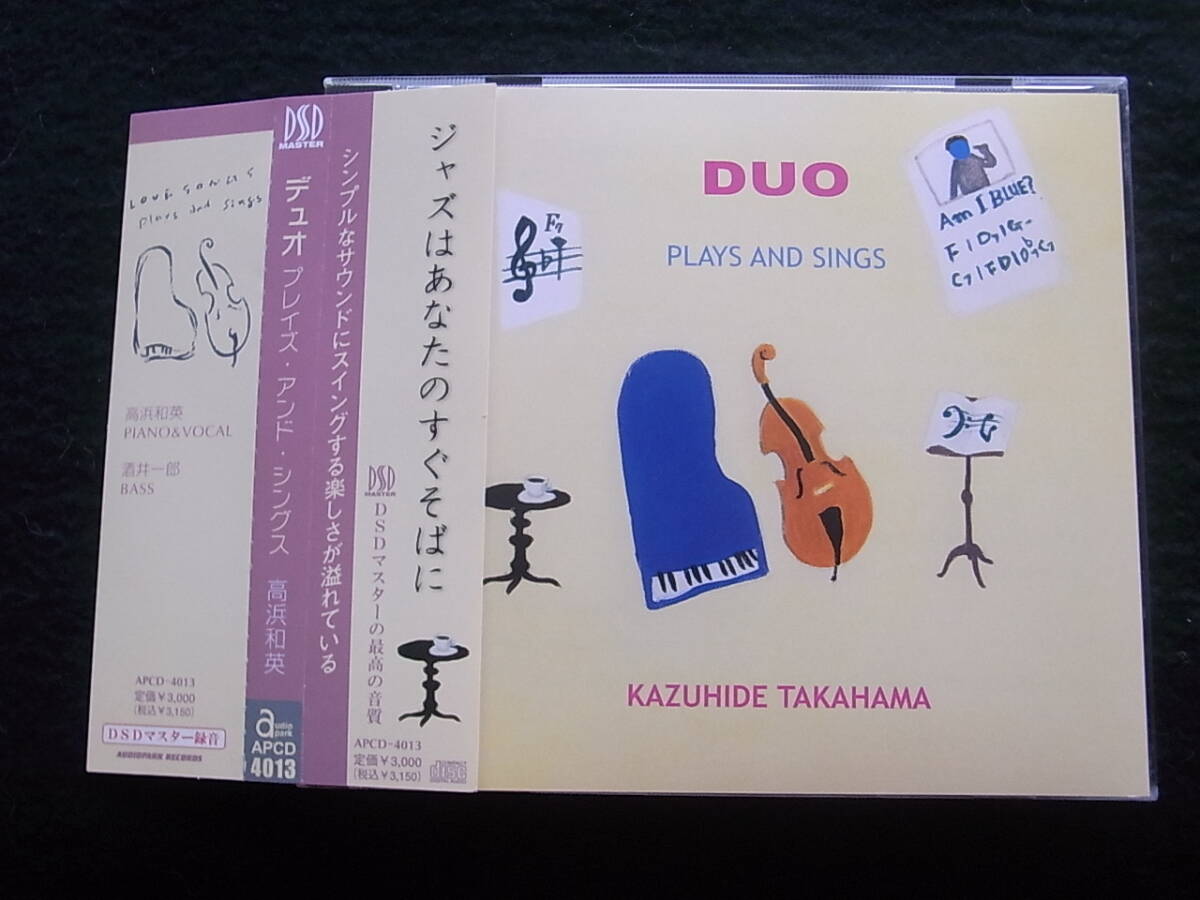 LOVE SONGS
Plays and Sings
高浜和英
PIANO&VOCAL
酒井一郎
BASS
APCD-4013
定価¥3,000
(税込¥3,150)
DSDマスター録音
AUDIOPARK RECORDS
DSD
MASTER
デュオ プレイズ・アンド・シングス 高浜和英
audio park
APCD
4013
シンプルなサウンドにスイングする楽しさが溢れている
ジャズはあなたのすぐそばに
DSD
MASTER
DSDマスターの最高の音質
APCD-4013
定価¥3,000
(税込¥3,150)
disc
DUO
PLAYS AND SINGS
F7
Am I BLUE?
KAZUHIDE TAKAHAMA